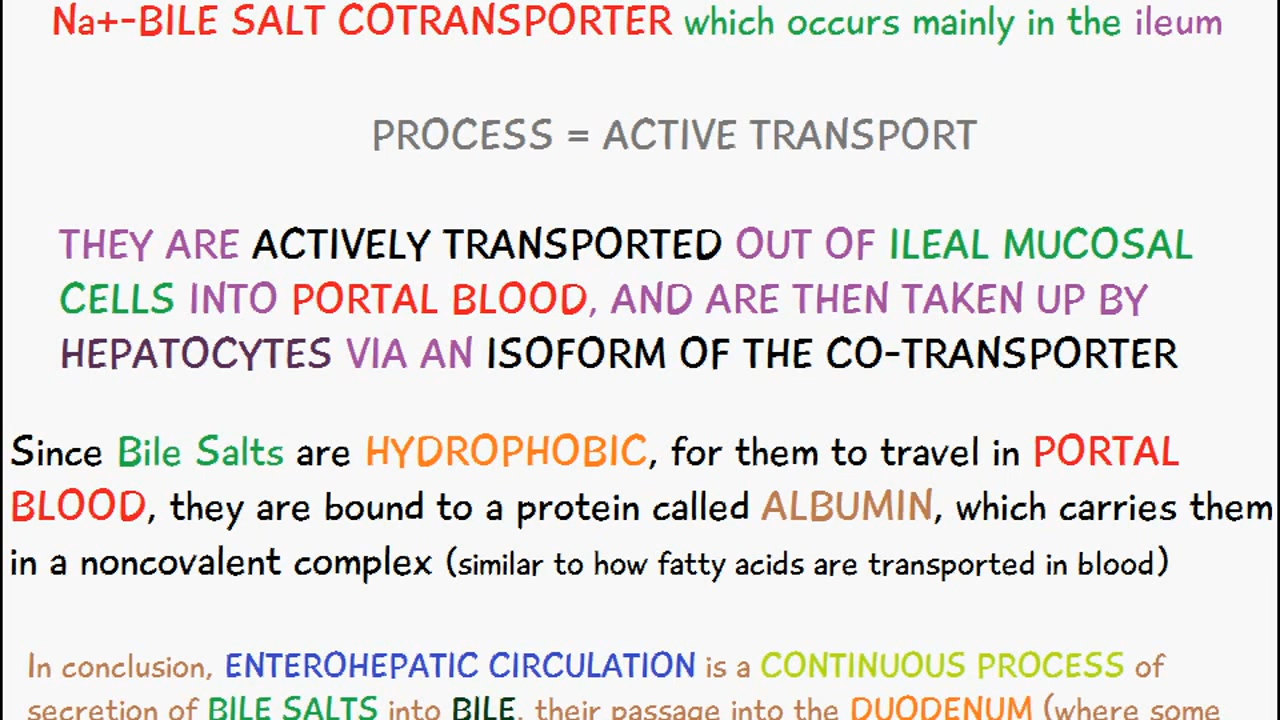 Na+-BILE SALT COTRANSPORTER which occurs mainly in the ileum
PROCESS = ACTIVE TRANSPORT
THEY ARE ACTIVELY TRANSPORTED OUT OF ILEAL MUCOSAL
CELLS INTO PORTAL BLOOD, AND ARE THEN TAKEN UP BY
HEPATOCYTES VIA AN ISOFORM OF THE CO-TRANSPORTER
Since Bile Salts are HYDROPHOBIC, for them to travel in PORTAL
BLOOD, they are bound to a protein called ALBUMIN, which carries them
in a noncovalent complex (similar to how fatty acids are transported in blood)
In conclusion, ENTEROHEPATIC CIRCULATION is a CONTINUOUS PROCESS of
secretion of BILE SALTS into BILE, their passage into the DUODENUM (where some